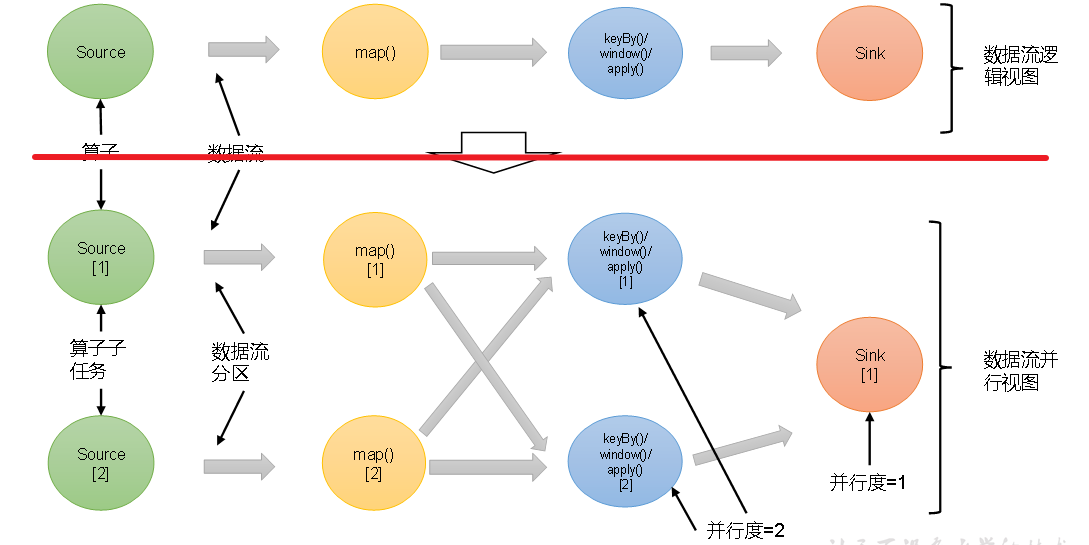 Source
map()
keyBy()/
window()/
apply()
Sink
数据流逻
辑视图
算子
数据流
Source
[1]
map()
[1]
keyBy()/
window()/
apply()
[1]
算子子
任务
数据流
分区
Sink
[1]
数据流并
行视图
Source
[2]
map()
[2]
keyBy()/
window()/
apply()
[2]
并行度=1
并行度=2